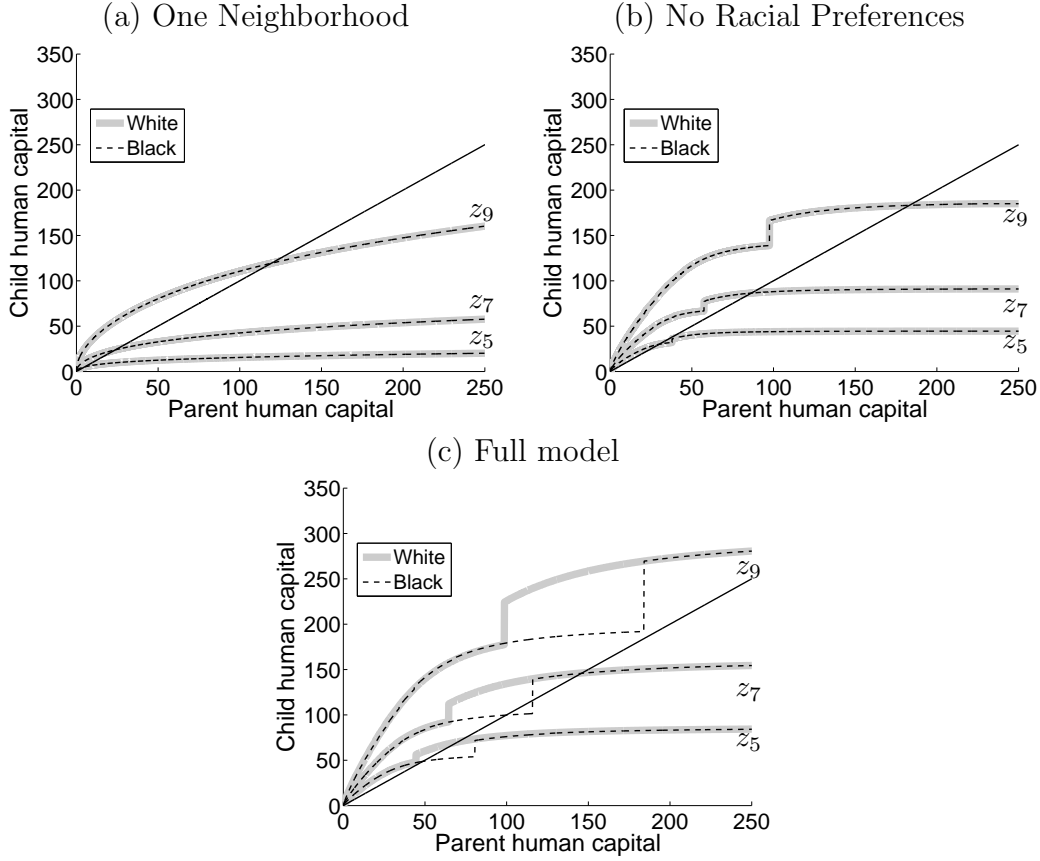 (a) One Neighborhood
350
300
250
200
150
100
50
0
Child human capital
White
Black
z9
z7
z5
0 50 100 150 200 250
Parent human capital
(b) No Racial Preferences
350
300
250
200
150
100
50
0
Child human capital
White
Black
z9
z7
z5
0 50 100 150 200 250
Parent human capital
(c) Full model
350
300
250
200
150
100
50
0
Child human capital
White
Black
z9
z7
z5
0 50 100 150 200 250
Parent human capital